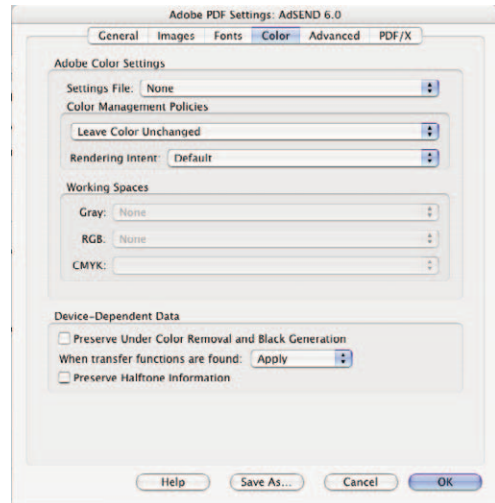 Adobe PDF Settings: AdSEND 6.0
General Images Fonts Color Advanced PDF/X
Adobe Color Settings
Settings File: None
Color Management Policies
Leave Color Unchanged
Rendering Intent: Default
Working Spaces
Gray: None
RGB: None
CMYK:
Device-Dependent Data
Preserve Under Color Removal and Black Generation
When transfer functions are found: Apply
Preserve Halftone Information
Help Save As... Cancel OK